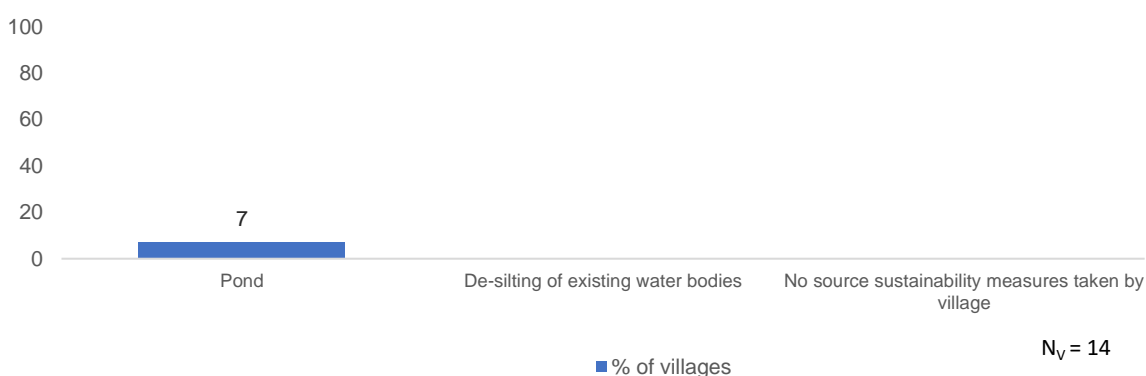 100
80
60
40
20
0
7
Pond
De-silting of existing water bodies
No source sustainability measures taken by
village
N_V = 14
% of villages